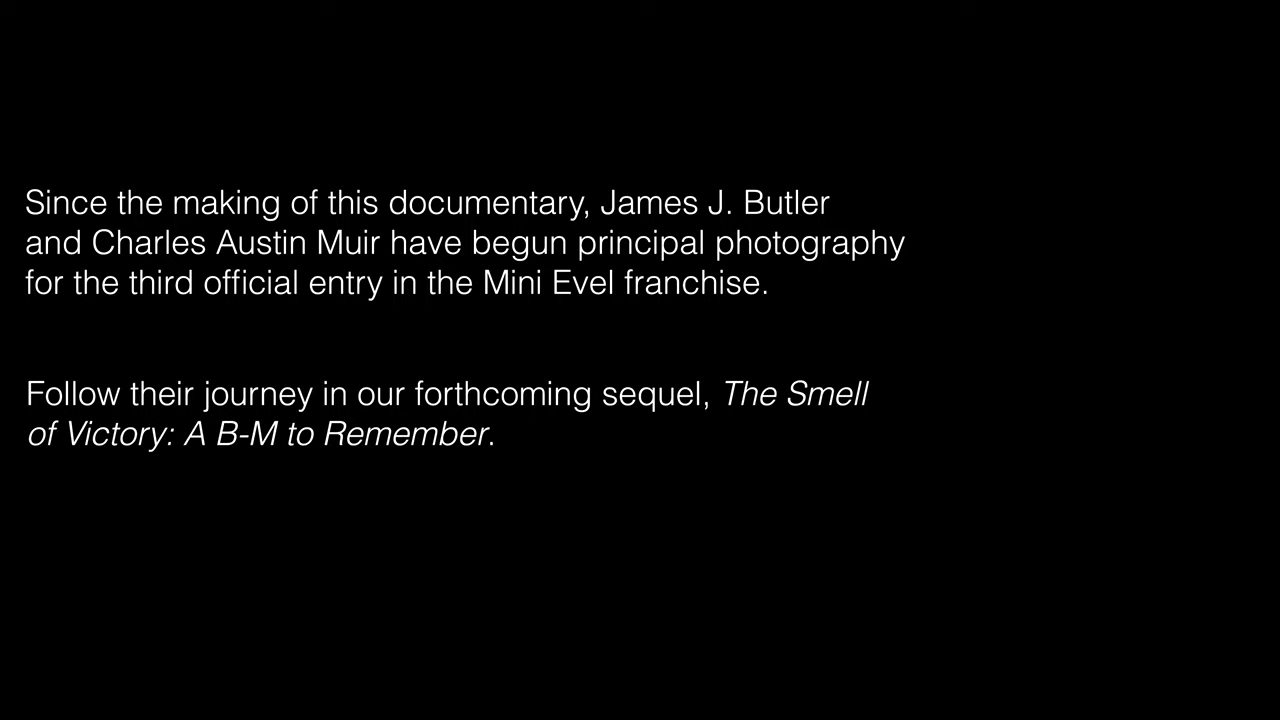 Since the making of this documentary, James J. Butler
and Charles Austin Muir have begun principal photography
for the third official entry in the Mini Evel franchise.
Follow their journey in our forthcoming sequel, The Smell
of Victory: A B-M to Remember.